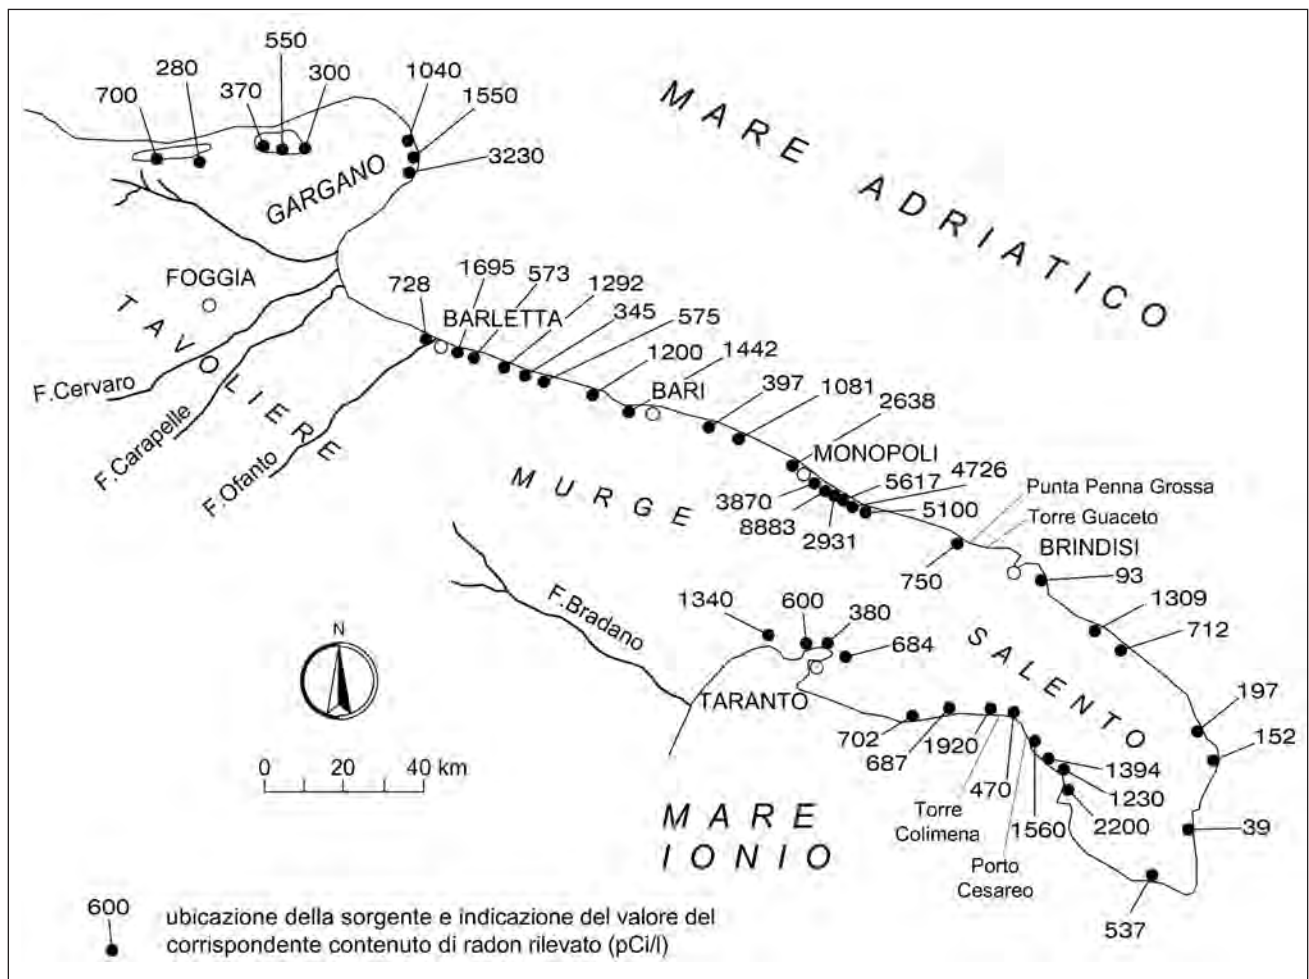 550
280
370
300
1040
700
1550
3230
MARE ADRIATICO
GARGANO
FOGGIA
TAVOLIERE
F.Cervaro
F.Carapelle
F.Ofanto
728
1695
573
1292
BARLETTA
345
575
1200
1442
BARI
397
1081
2638
MONOPOLI
MURGE
3870
8883
2931
5617
4726
5100
Punta Penna Grossa
Torre Guaceto
BRINDISI
750
93
1309
712
F.Bradano
1340
600
380
684
SALENTO
N
TARANTO
197
152
702
687
1920
470
1394
1230
2200
1560
39
537
Torre
Colimena
Porto
Cesareo
0 20 40 km
MARE
IONIO
600
ubicazione della sorgente e indicazione del valore del
corrispondente contenuto di radon rilevato (pCi/l)